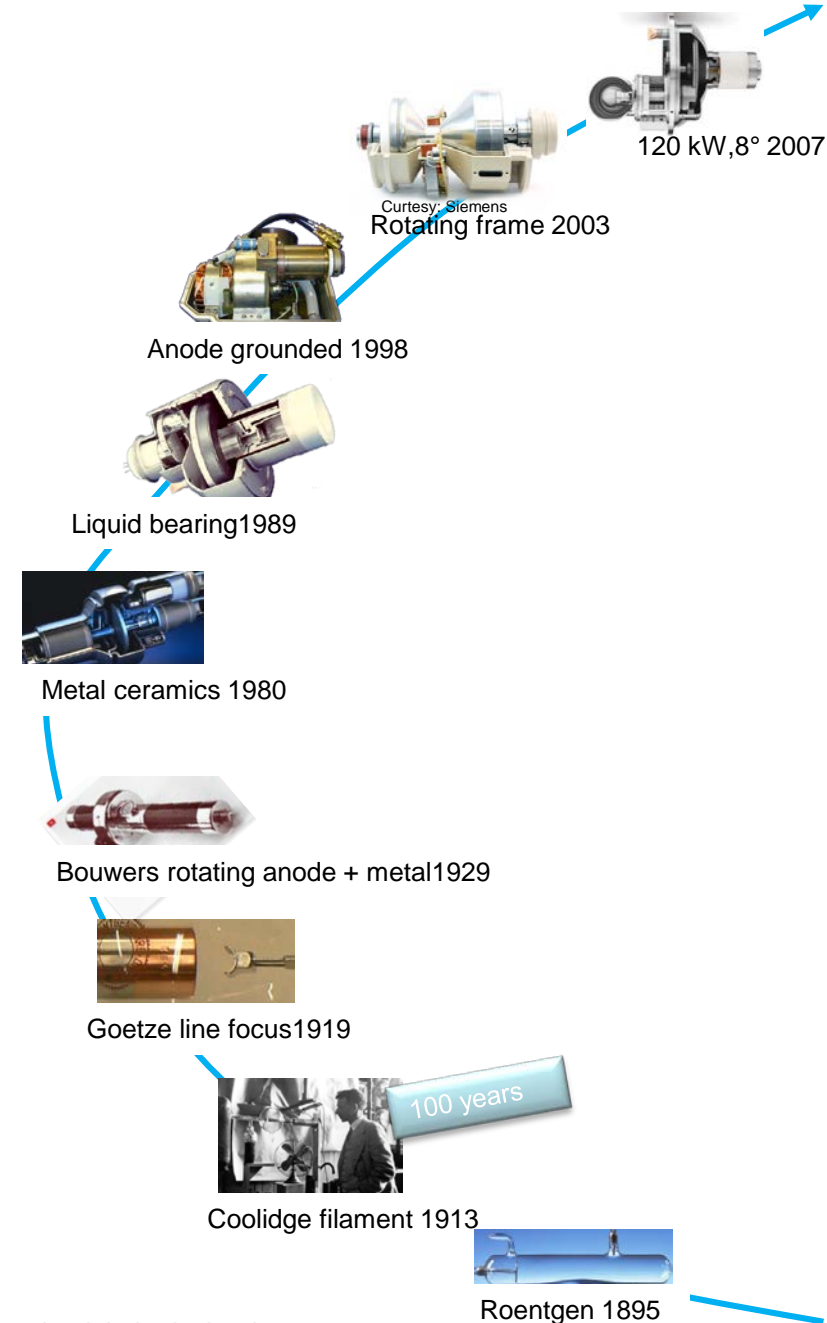 120 kW,8° 2007
Curtesy: Siemens
Rotating frame 2003
Anode grounded 1998
Liquid bearing1989
Metal ceramics 1980
Bouwers rotating anode + metal1929
Goetze line focus1919
100 years
Coolidge filament 1913
Roentgen 1895